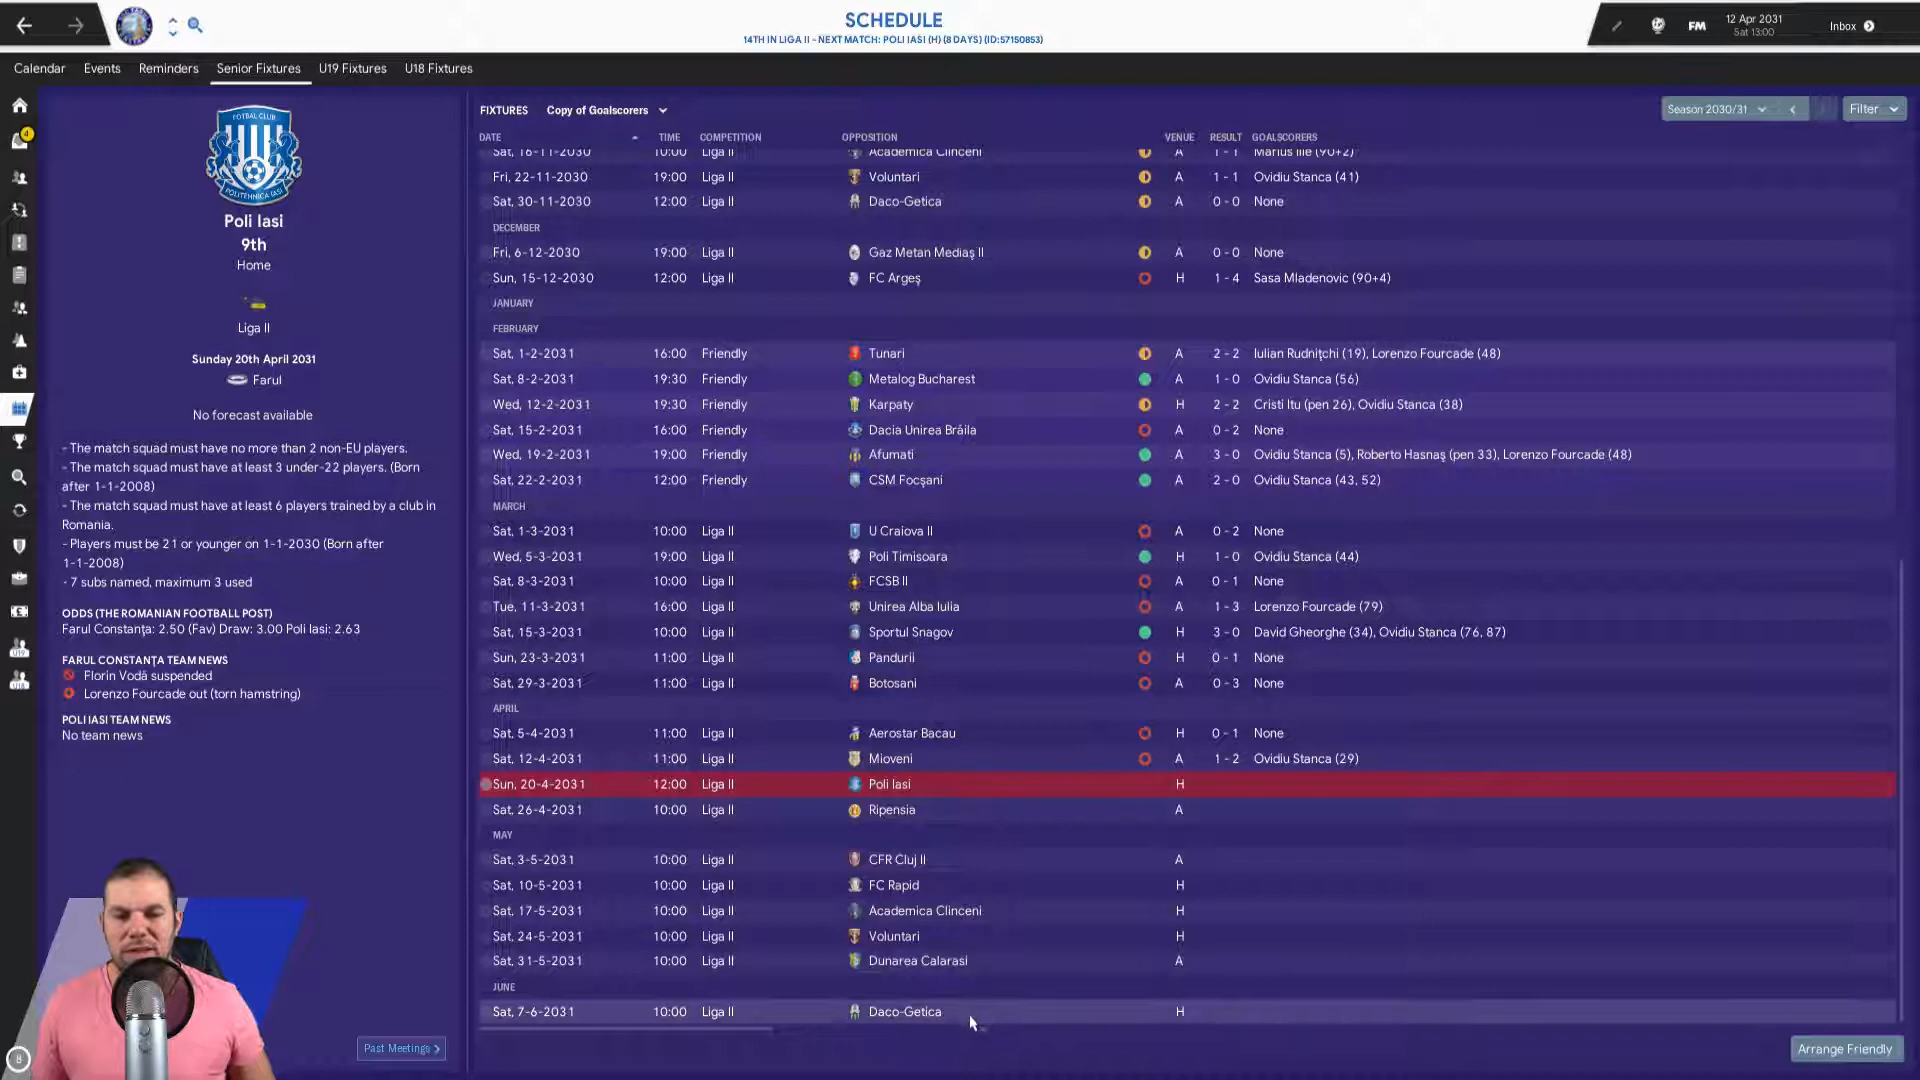 SCHEDULE
14TH IN LIGA II - NEXT MATCH: POLI IASI (H) (8 DAYS) (ID:57150853)
FM
12 Apr 2031
Sat 13:00
Inbox
Calendar Events Reminders Senior Fixtures U19 Fixtures U18 Fixtures
4
FOTBAL CLUB
POLITEHNICA IASI
Poli Iasi
9th
Home
Liga II
Sunday 20th April 2031
Farul
No forecast available
- The match squad must have no more than 2 non-EU players.
- The match squad must have at least 3 under-22 players. (Born
after 1-1-2008)
- The match squad must have at least 6 players trained by a club in
Romania.
- Players must be 21 or younger on 1-1-2030 (Born after
1-1-2008)
- 7 subs named, maximum 3 used
ODDS (THE ROMANIAN FOOTBALL POST)
Farul Constanţa: 2.50 (Fav) Draw: 3.00 Poli Iasi: 2.63
FARUL CONSTANŢA TEAM NEWS
Florin Vodă suspended
Lorenzo Fourcade out (torn hamstring)
POLI IASI TEAM NEWS
No team news
Past Meetings >
8
FIXTURES Copy of Goalscorers
Season 2030/31 < Filter
DATE TIME COMPETITION OPPOSITION VENUE RESULT GOALSCORERS
Sat, 16-11-2030 10:00 Liga II Academica Clinceni A 1 - 1 Marius Ilie (90+2)
Fri, 22-11-2030 19:00 Liga II Voluntari A 1 - 1 Ovidiu Stanca (41)
Sat, 30-11-2030 12:00 Liga II Daco-Getica A 0 - 0 None
DECEMBER
Fri, 6-12-2030 19:00 Liga II Gaz Metan Mediaş II A 0 - 0 None
Sun, 15-12-2030 12:00 Liga II FC Argeş H 1 - 4 Sasa Mladenovic (90+4)
JANUARY
FEBRUARY
Sat, 1-2-2031 16:00 Friendly Tunari A 2 - 2 Iulian Rudniţchi (19), Lorenzo Fourcade (48)
Sat, 8-2-2031 19:30 Friendly Metalog Bucharest A 1 - 0 Ovidiu Stanca (56)
Wed, 12-2-2031 19:30 Friendly Karpaty H 2 - 2 Cristi Itu (pen 26), Ovidiu Stanca (38)
Sat, 15-2-2031 16:00 Friendly Dacia Unirea Brăila A 0 - 2 None
Wed, 19-2-2031 19:00 Friendly Afumati A 3 - 0 Ovidiu Stanca (5), Roberto Hasnaş (pen 33), Lorenzo Fourcade (48)
Sat, 22-2-2031 12:00 Friendly CSM Focşani A 2 - 0 Ovidiu Stanca (43, 52)
MARCH
Sat, 1-3-2031 10:00 Liga II U Craiova II A 0 - 2 None
Wed, 5-3-2031 19:00 Liga II Poli Timisoara H 1 - 0 Ovidiu Stanca (44)
Sat, 8-3-2031 10:00 Liga II FCSB II A 0 - 1 None
Tue, 11-3-2031 16:00 Liga II Unirea Alba Iulia A 1 - 3 Lorenzo Fourcade (79)
Sat, 15-3-2031 10:00 Liga II Sportul Snagov H 3 - 0 David Gheorghe (34), Ovidiu Stanca (76, 87)
Sun, 23-3-2031 11:00 Liga II Pandurii H 0 - 1 None
Sat, 29-3-2031 11:00 Liga II Botosani A 0 - 3 None
APRIL
Sat, 5-4-2031 11:00 Liga II Aerostar Bacau H 0 - 1 None
Sat, 12-4-2031 11:00 Liga II Mioveni A 1 - 2 Ovidiu Stanca (29)
Sun, 20-4-2031 12:00 Liga II Poli Iasi H
Sat, 26-4-2031 10:00 Liga II Ripensia A
MAY
Sat, 3-5-2031 10:00 Liga II CFR Cluj II A
Sat, 10-5-2031 10:00 Liga II FC Rapid H
Sat, 17-5-2031 10:00 Liga II Academica Clinceni H
Sat, 24-5-2031 10:00 Liga II Voluntari H
Sat, 31-5-2031 10:00 Liga II Dunarea Calarasi A
JUNE
Sat, 7-6-2031 10:00 Liga II Daco-Getica H
Arrange Friendly